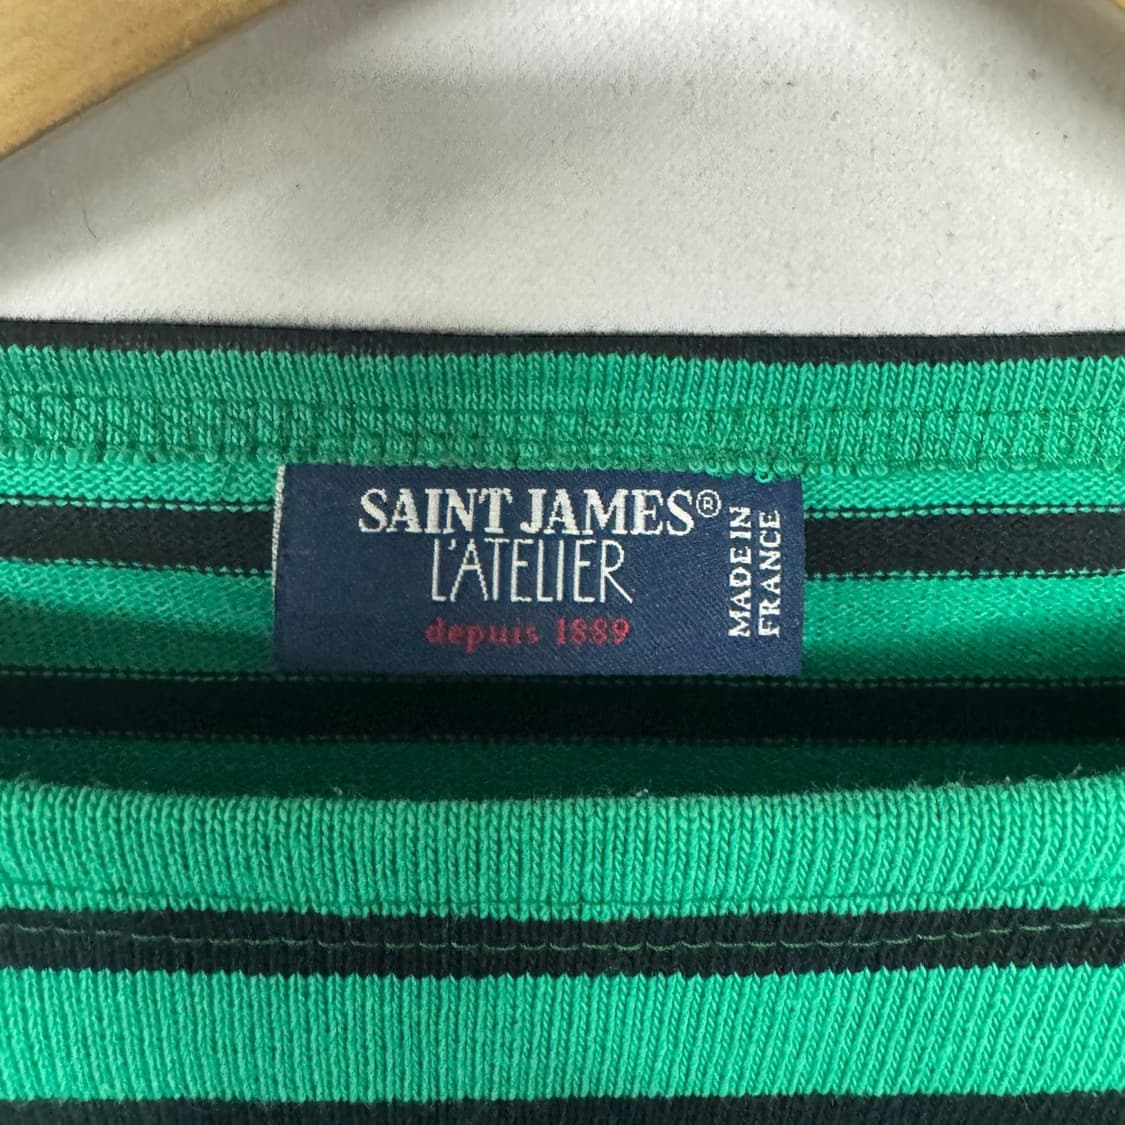 SAINT JAMES®
L'ATELIER
depuis 1889
MADE IN
FRANCE